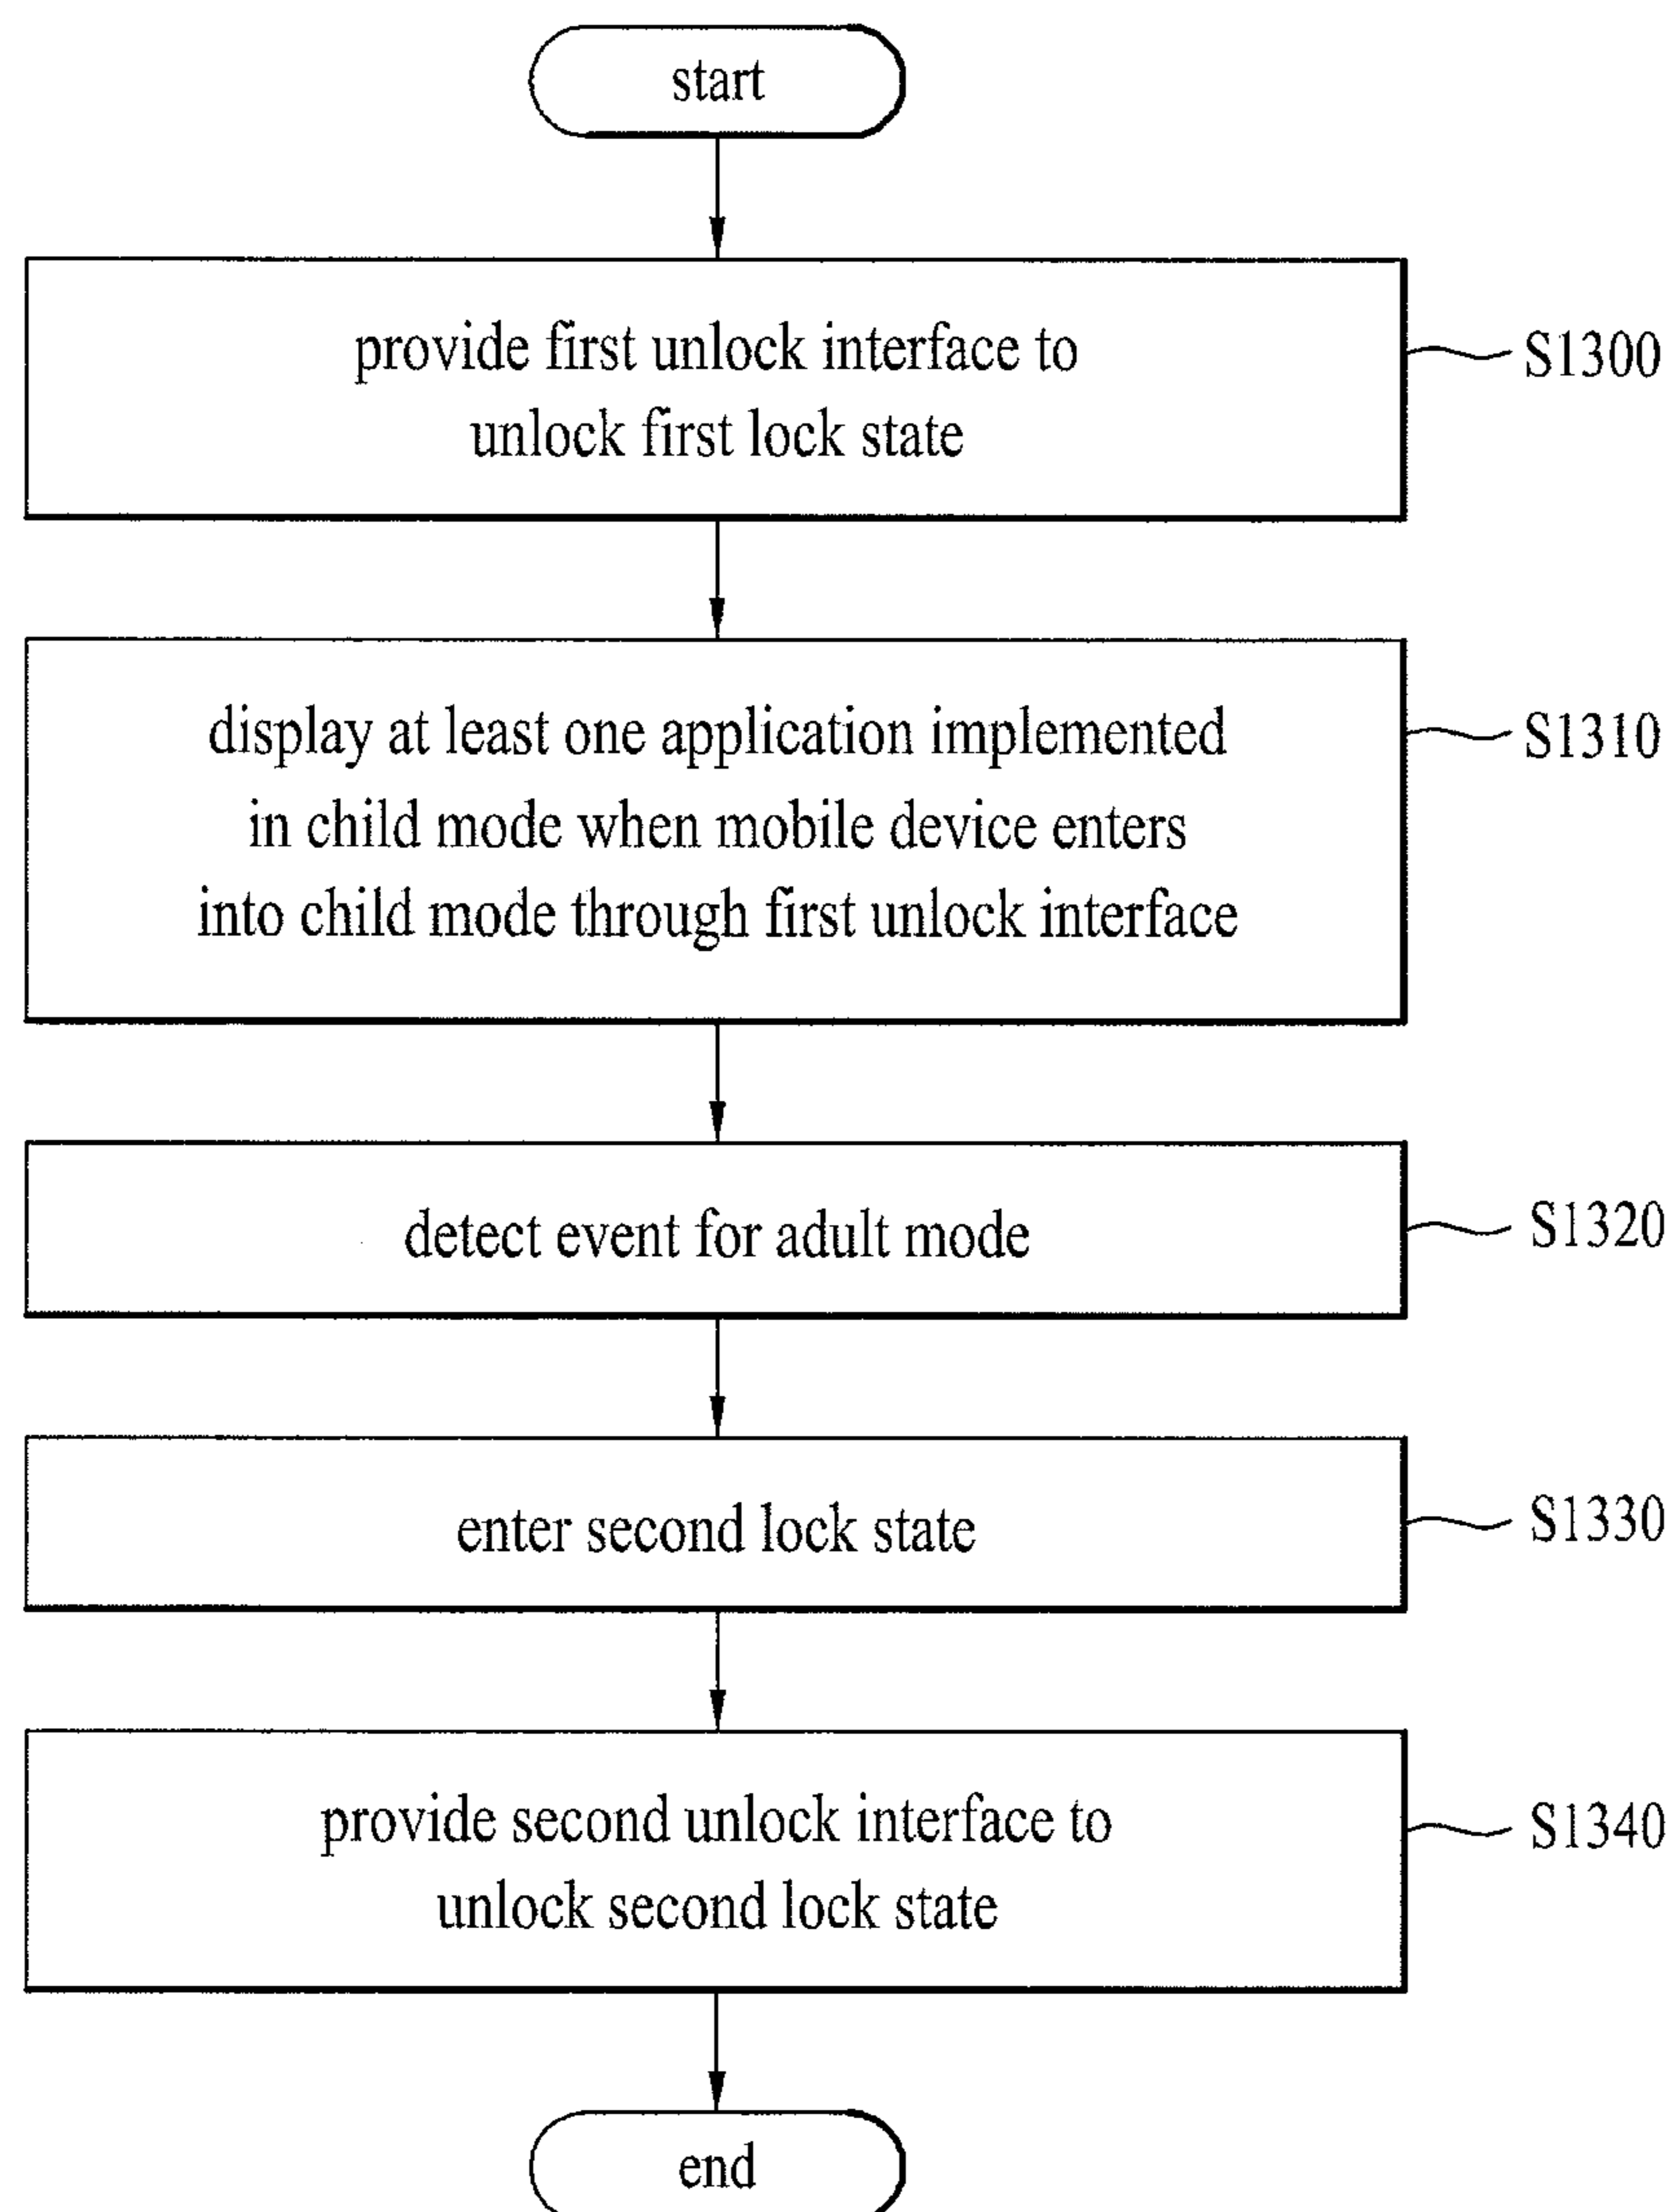 start
provide first unlock interface to
unlock first lock state
S1300
display at least one application implemented
in child mode when mobile device enters
into child mode through first unlock interface
S1310
detect event for adult mode
S1320
enter second lock state
S1330
provide second unlock interface to
unlock second lock state
S1340
end